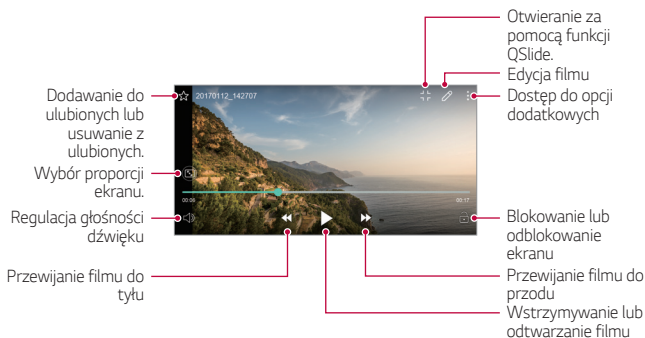 Otwieranie za
pomocą funkcji
QSlide.
Edycja filmu
Dostęp do opcji
dodatkowych
Dodawanie do
ulubionych lub
usuwanie z
ulubionych.
20170112_142707
Wybór proporcji
ekranu.
00:06
00:17
Regulacja głośności
dźwięku
Blokowanie lub
odblokowanie
ekranu
Przewijanie filmu do
tyłu
Przewijanie filmu do
przodu
Wstrzymywanie lub
odtwarzanie filmu